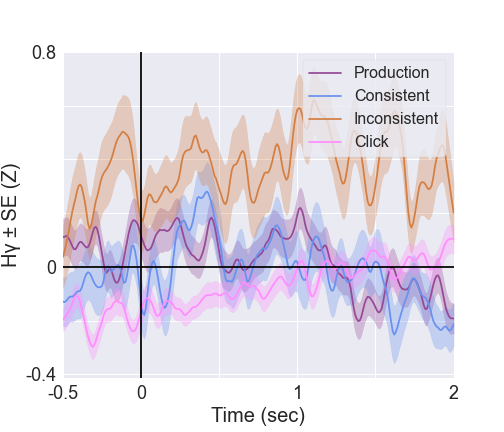 0.8
Production
Consistent
Inconsistent
Click
Hγ ± SE (Z)
0
-0.4
-0.5 0 1 2
Time (sec)